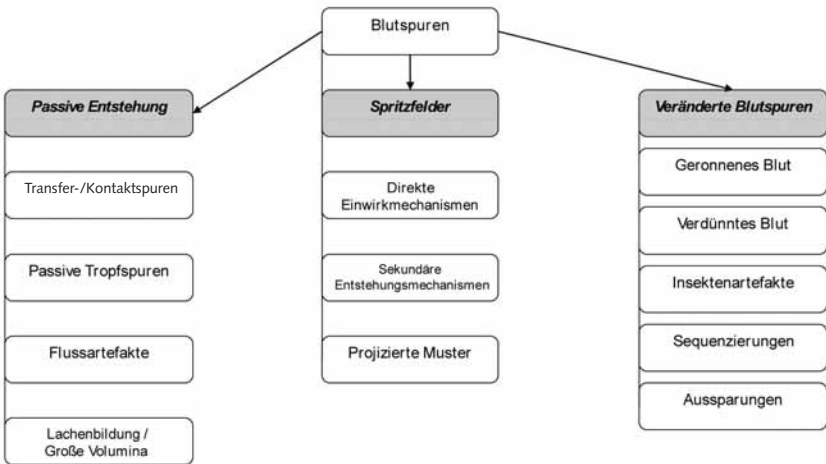 Blutspuren
Passive Entstehung
Transfer-/Kontaktspuren
Passive Tropfspuren
Flussartefakte
Lachenbildung /
Große Volumina
Spritzfelder
Direkte
Einwirkmechanismen
Sekundäre
Entstehungsmechanismen
Projizierte Muster
Veränderte Blutspuren
Geronnenes Blut
Verdünntes Blut
Insektenartefakte
Sequenzierungen
Aussparungen